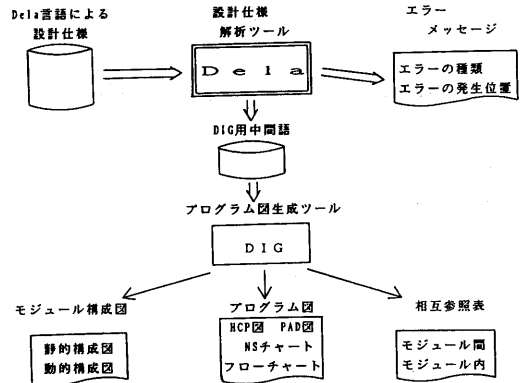 Dela言語による
設計仕様
設計仕様
解析ツール
エラー
メッセージ
Dela
エラーの種類
エラーの発生位置
DIG用中間語
プログラム図生成ツール
DIG
モジュール構成図
プログラム図
相互参照表
静的構成図
動的構成図
HCP図 PAD図
NSチャート
フローチャート
モジュール間
モジュール内